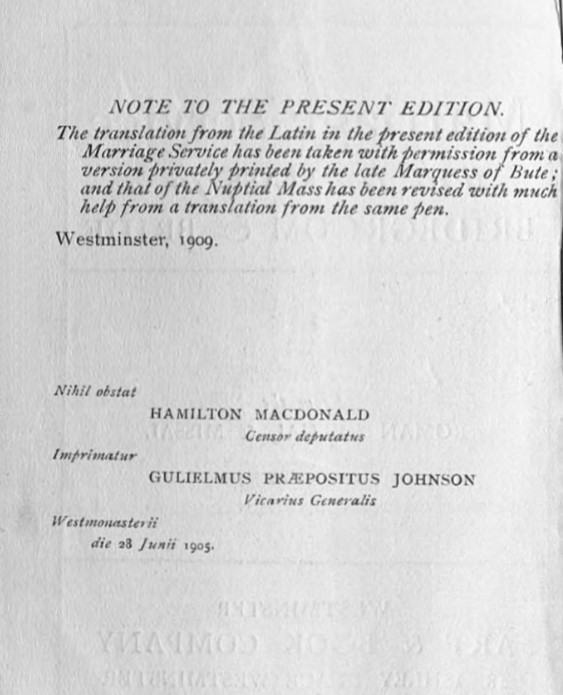 NOTE TO THE PRESENT EDITION.
The translation from the Latin in the present edition of the
Marriage Service has been taken with permission from a
version privately printed by the late Marquess of Bute;
and that of the Nuptial Mass has been revised with much
help from a translation from the same pen.
Westminster, 1909.
Nihil obstat
HAMILTON MACDONALD
Censor deputatus
Imprimatur
GULIELMUS PRÆPOSITUS JOHNSON
Vicarius Generalis
Westmonasterii
die 28 Junii 1905.